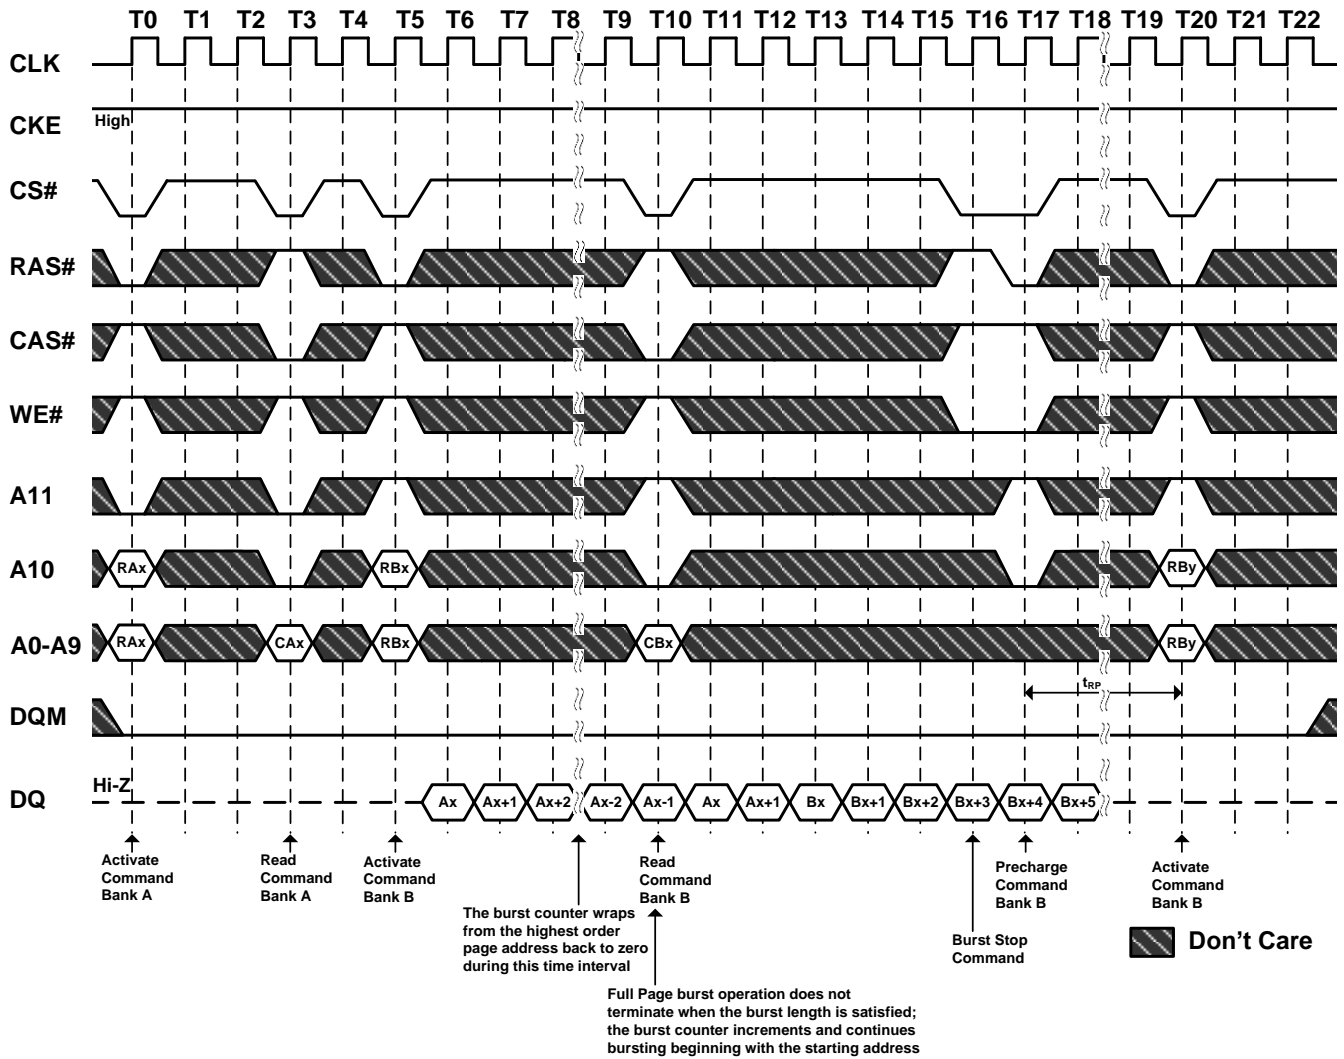 T0 T1 T2 T3 T4 T5 T6 T7 T8 T9 T10 T11 T12 T13 T14 T15 T16 T17 T18 T19 T20 T21 T22
CLK
CKE High
CS#
RAS#
CAS#
WE#
A11
A10 RAx RBx RBy
A0-A9 RAx CAx RBx CBx RBy
tRP
DQM
Hi-Z
DQ Ax Ax+1 Ax+2 Ax-2 Ax-1 Ax Ax+1 Bx Bx+1 Bx+2 Bx+3 Bx+4 Bx+5
Activate
Command
Bank A
Read
Command
Bank A
Activate
Command
Bank B
The burst counter wraps
from the highest order
page address back to zero
during this time interval
Read
Command
Bank B
Full Page burst operation does not
terminate when the burst length is satisfied;
the burst counter increments and continues
bursting beginning with the starting address
Burst Stop
Command
Precharge
Command
Bank B
Activate
Command
Bank B
Don't Care